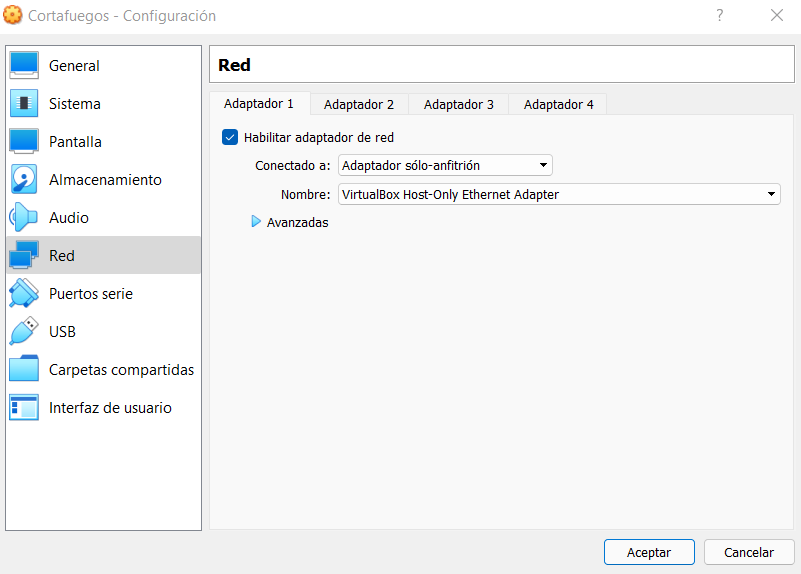 Cortafuegos - Configuración
?
General
Sistema
Pantalla
Almacenamiento
Audio
Red
Puertos serie
USB
Carpetas compartidas
Interfaz de usuario
Red
Adaptador 1
Adaptador 2
Adaptador 3
Adaptador 4
Habilitar adaptador de red
Conectado a: Adaptador sólo-anfitrión
Nombre: VirtualBox Host-Only Ethernet Adapter
Avanzadas
Aceptar
Cancelar